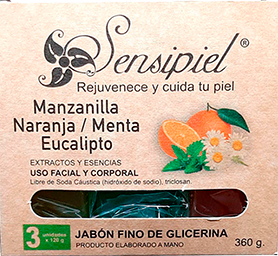 Sensipiel®
Rejuvenece y cuida tu piel
Manzanilla
Naranja / Menta
Eucalipto
EXTRACTOS Y ESENCIAS
USO FACIAL Y CORPORAL
Libre de Soda Cáustica (hidróxido de sodio), triclosan.
3 unidades x 120 g
JABÓN FINO DE GLICERINA
PRODUCTO ELABORADO A MANO
360 g.